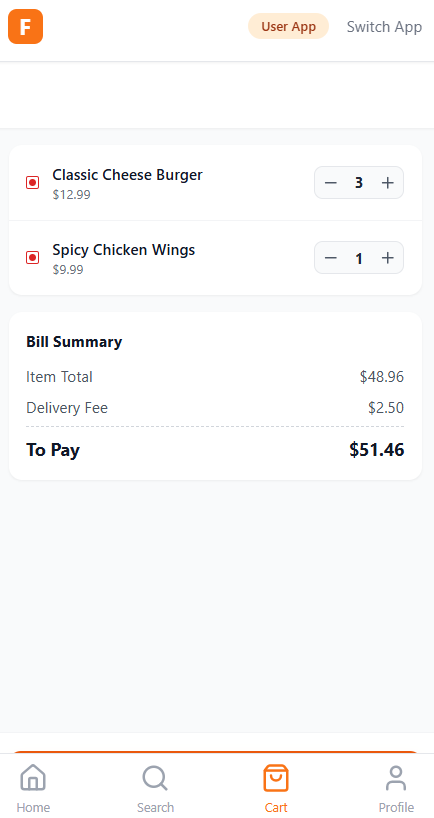 F
User App
Switch App
Classic Cheese Burger
$12.99
3
Spicy Chicken Wings
$9.99
1
Bill Summary
Item Total
$48.96
Delivery Fee
$2.50
To Pay
$51.46
Home
Search
Cart
Profile